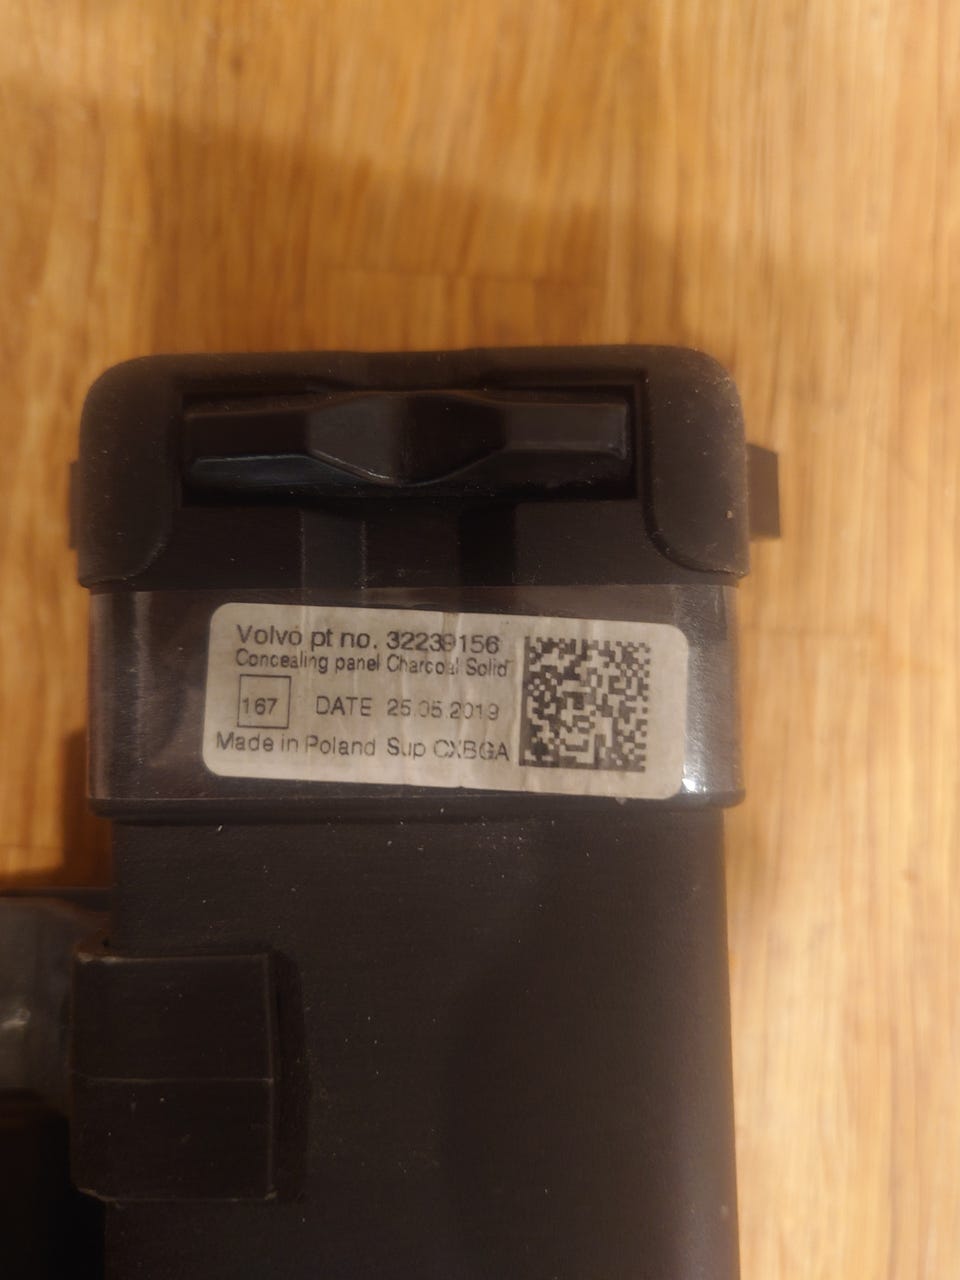 Volvo pt no. 32239156
Concealing panel Charcoal Solid
167 DATE 25.05.2019
Made in Poland Sup CXBGA